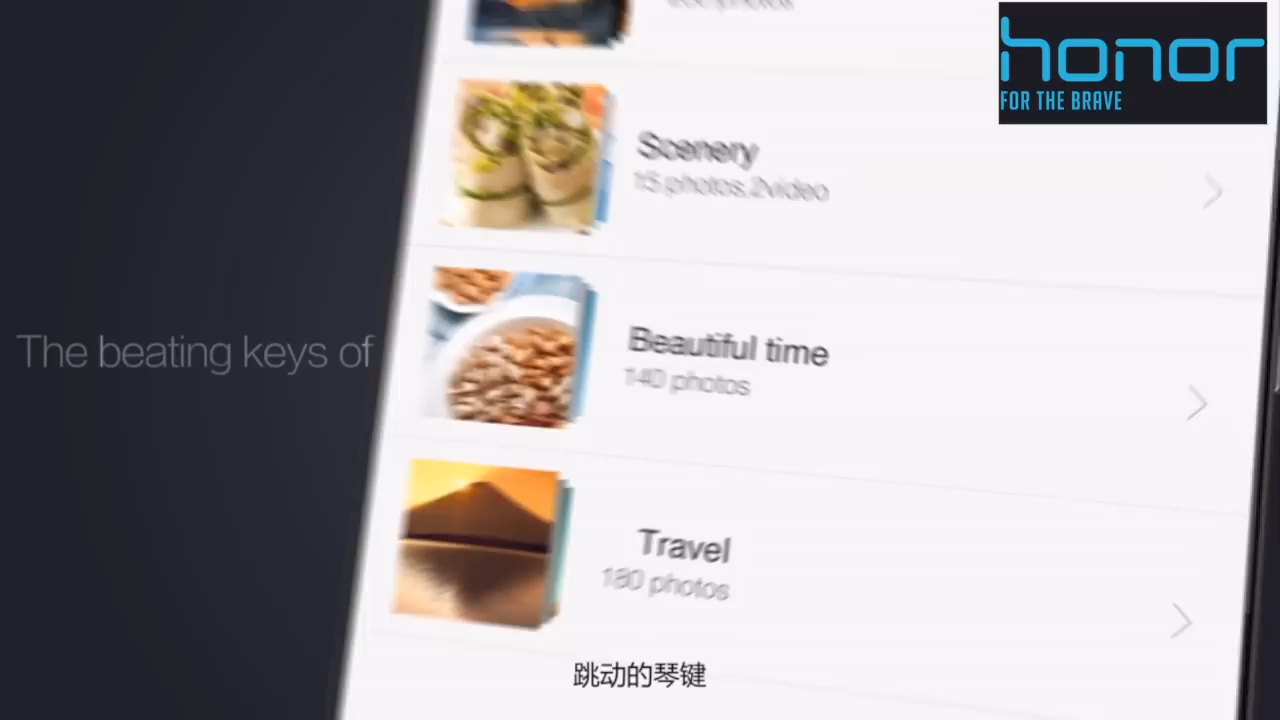 honor
FOR THE BRAVE
Scenery
15 photos,2video
The beating keys of
Beautiful time
140 photos
Travel
180 photos
跳动的琴键